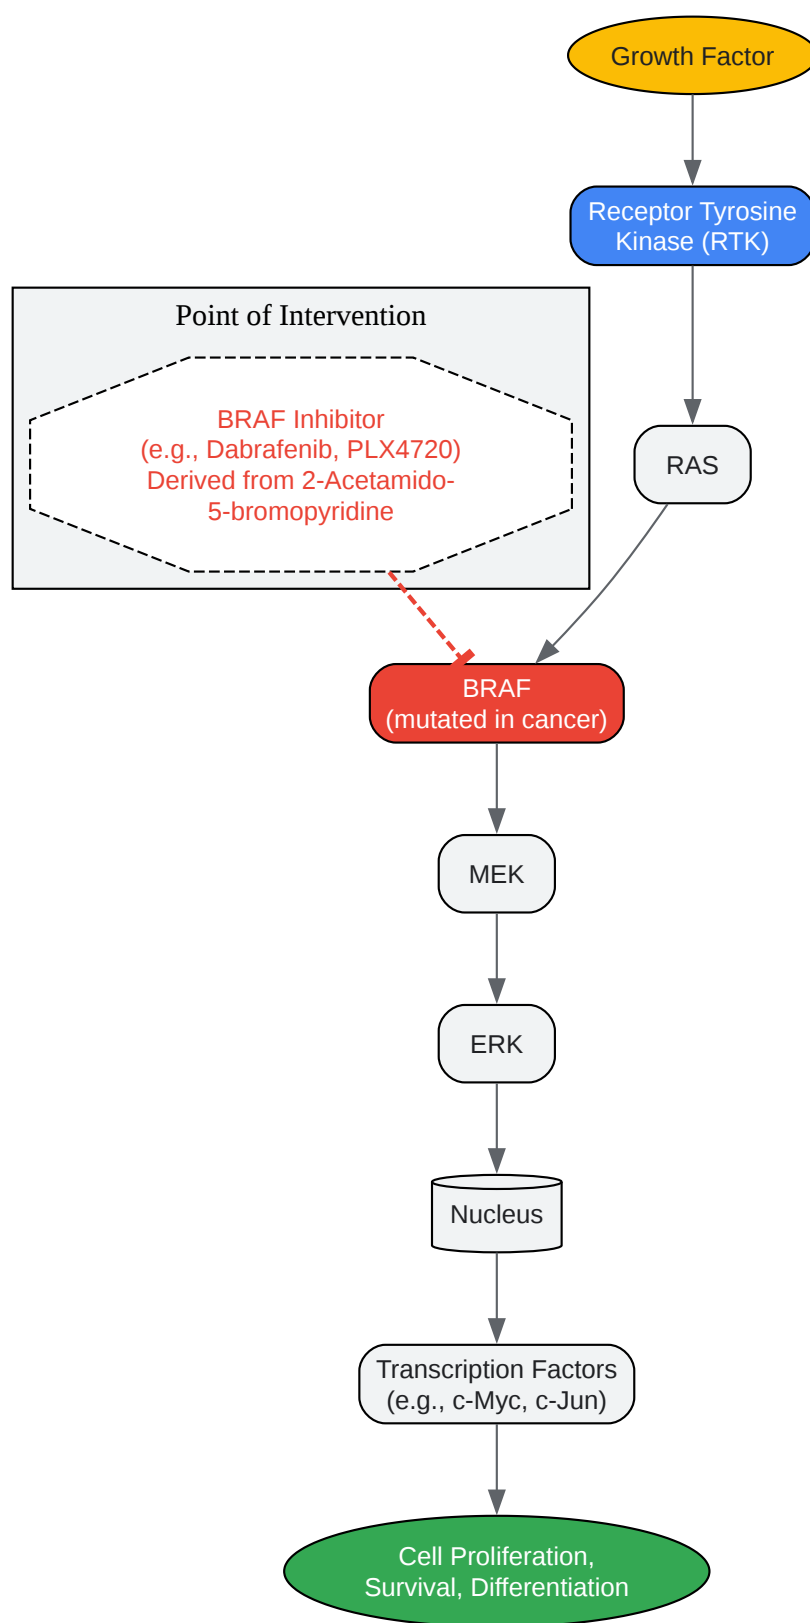 Growth Factor
Receptor Tyrosine
Kinase (RTK)
Point of Intervention
BRAF Inhibitor
(e.g., Dabrafenib, PLX4720)
Derived from 2-Acetamido-
5-bromopyridine
RAS
BRAF
(mutated in cancer)
MEK
ERK
Nucleus
Transcription Factors
(e.g., c-Myc, c-Jun)
Cell Proliferation,
Survival, Differentiation